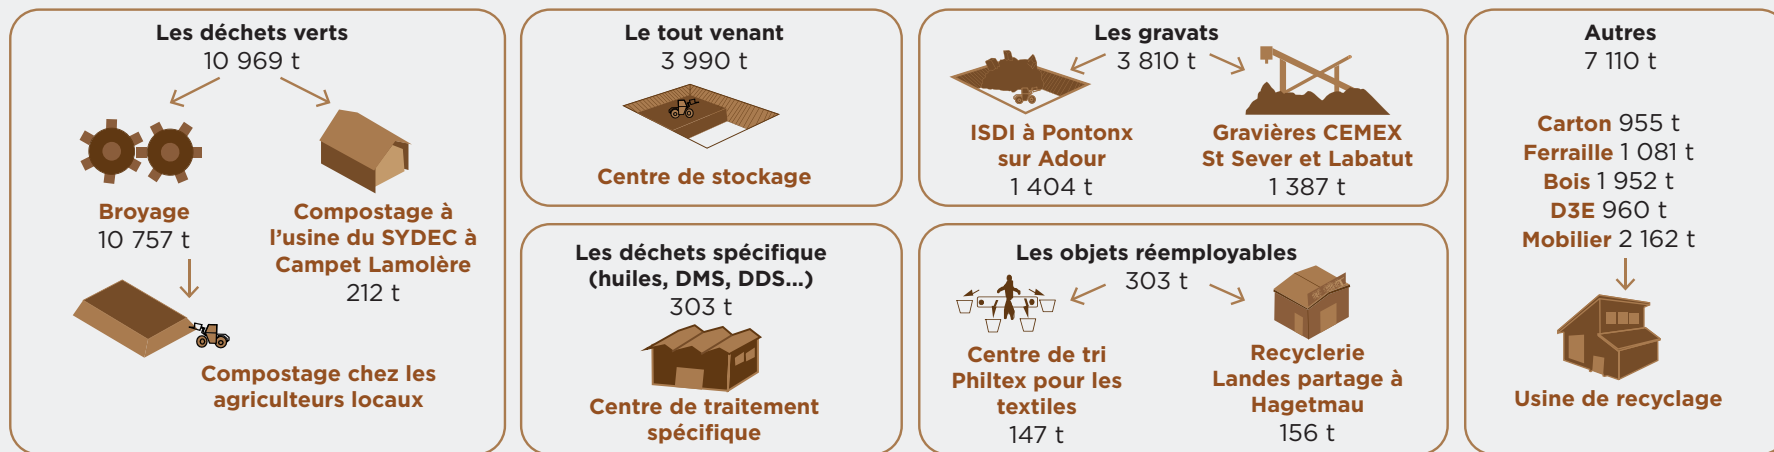 Les déchets verts
10 969 t
Broyage
10 757 t
Compostage à
l'usine du SYDEC à
Campet Lamolère
212 t
Compostage chez les
agriculteurs locaux
Le tout venant
3 990 t
Centre de stockage
Les déchets spécifique
(huiles, DMS, DDS...)
303 t
Centre de traitement
spécifique
Les gravats
3 810 t
ISDI à Pontonx
sur Adour
1 404 t
Gravières CEMEX
St Sever et Labatut
1 387 t
Les objets réemployables
303 t
Centre de tri
Philtex pour les
textiles
147 t
Recyclerie
Landes partage à
Hagetmau
156 t
Autres
7 110 t
Carton 955 t
Ferraille 1 081 t
Bois 1 952 t
D3E 960 t
Mobilier 2 162 t
Usine de recyclage